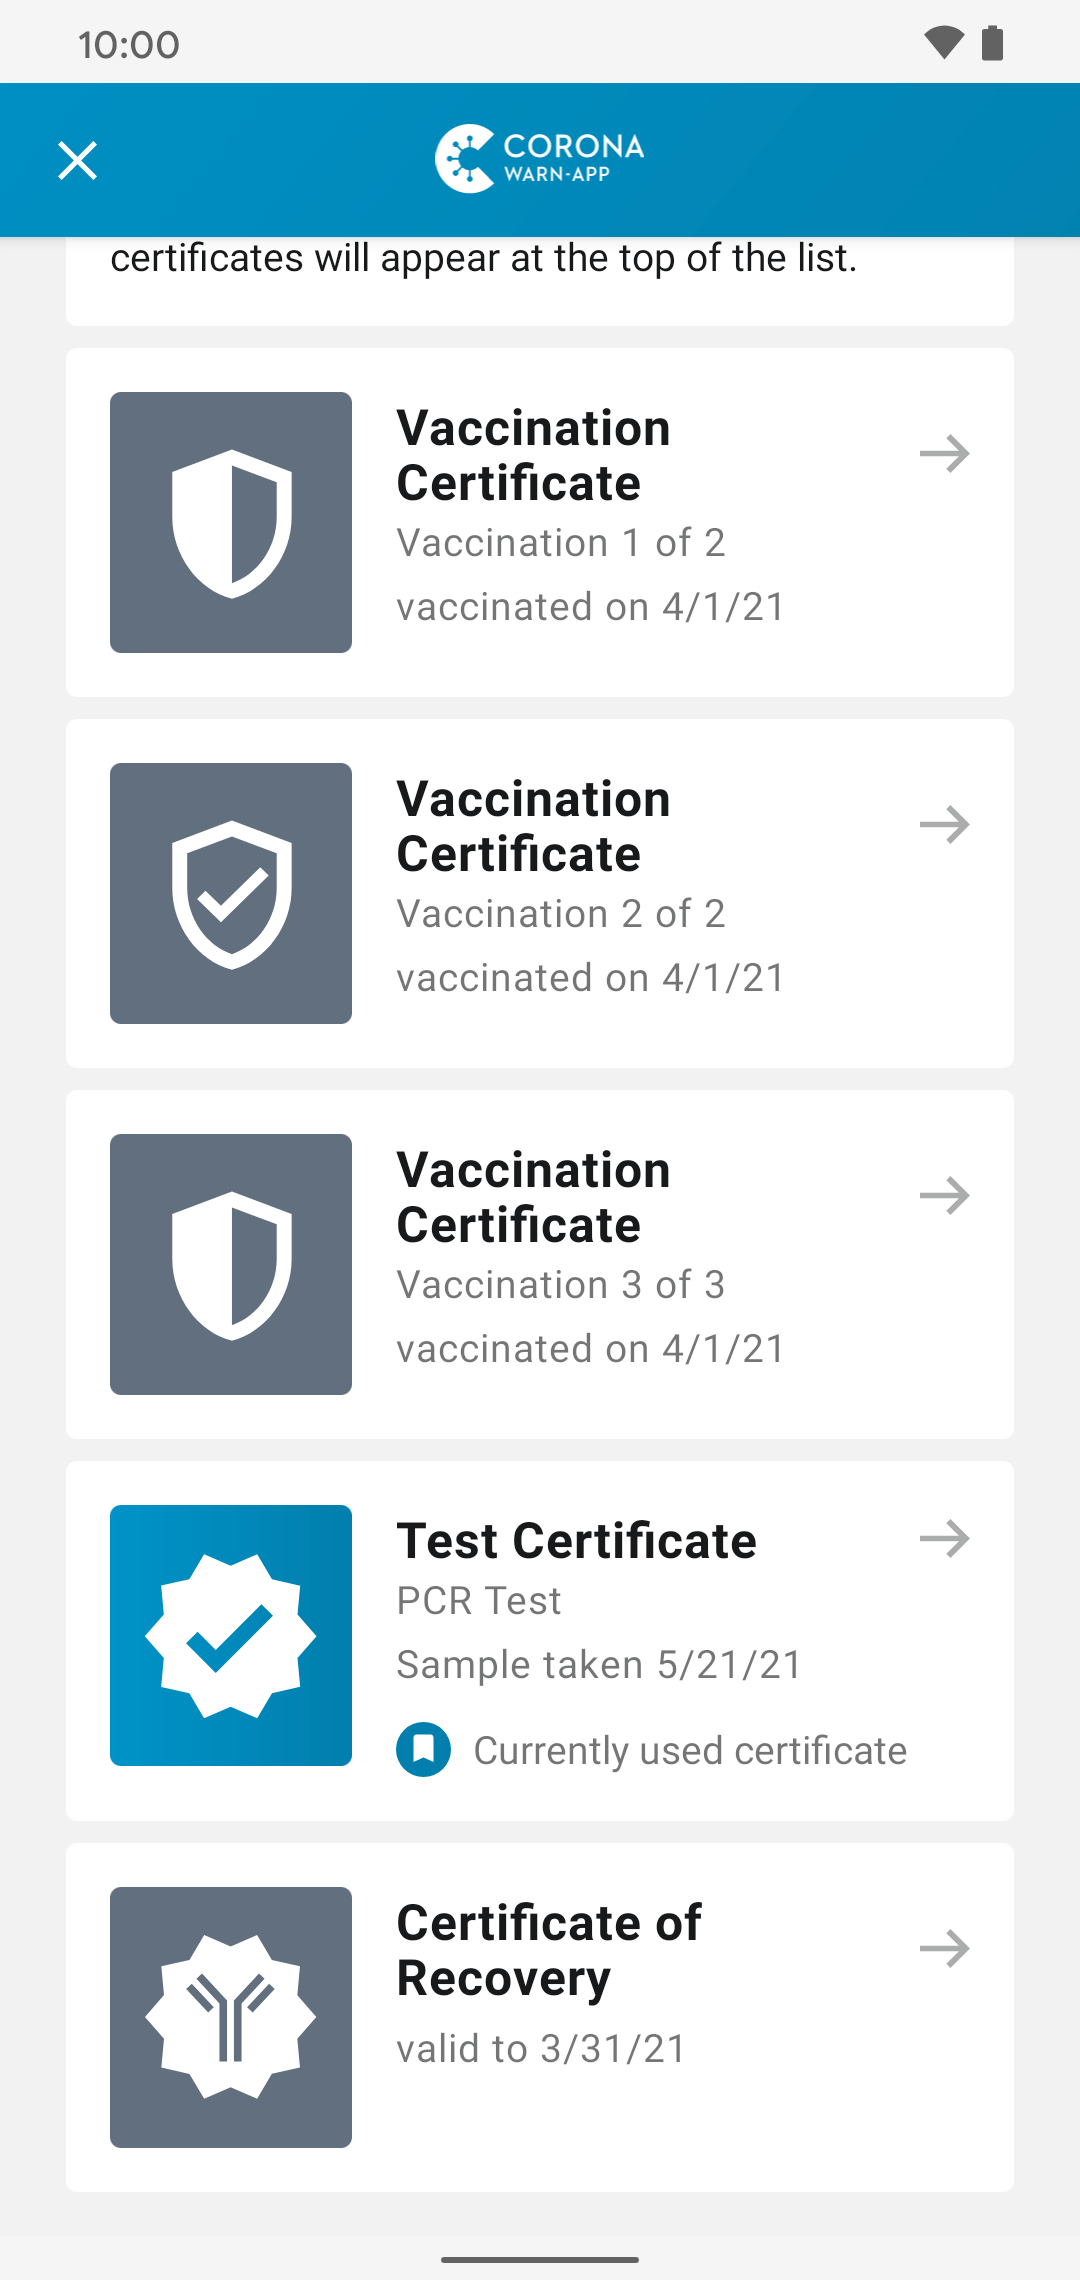 10:00
CORONA
WARN-APP
certificates will appear at the top of the list.
Vaccination
Certificate
Vaccination 1 of 2
vaccinated on 4/1/21
Vaccination
Certificate
Vaccination 2 of 2
vaccinated on 4/1/21
Vaccination
Certificate
Vaccination 3 of 3
vaccinated on 4/1/21
Test Certificate
PCR Test
Sample taken 5/21/21
Currently used certificate
Certificate of
Recovery
valid to 3/31/21